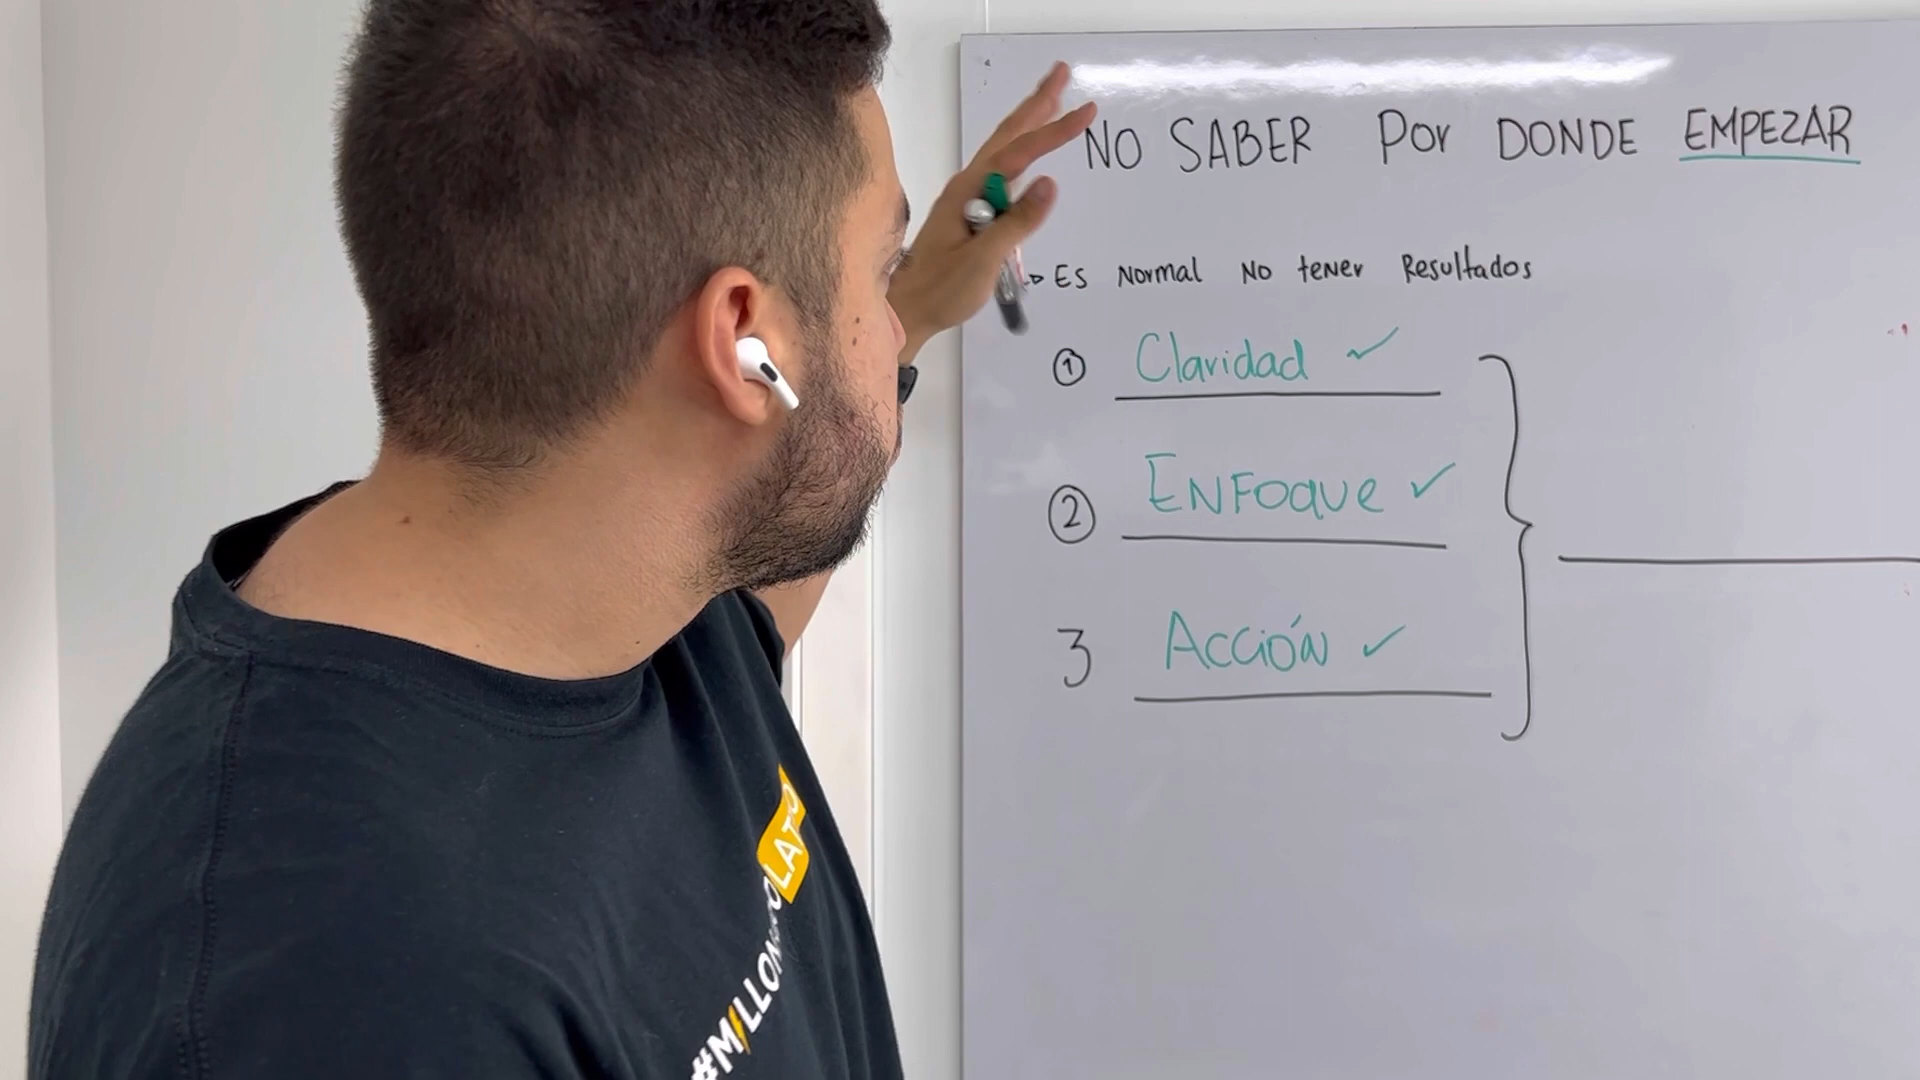 NO SABER Por DONDE EMPEZAR
Es Normal No tener Resultados
1 Claridad ✓
2 ENFoque ✓
3 Acción ✓
LATO